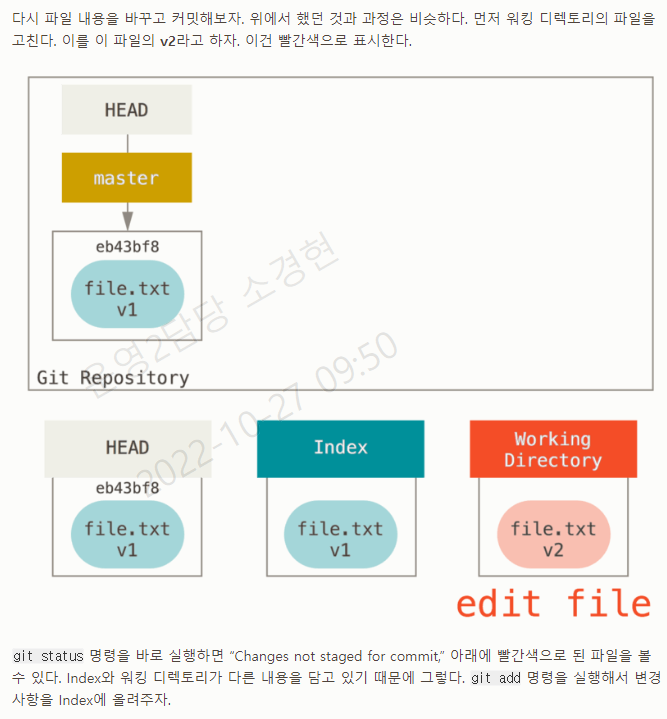 다시 파일 내용을 바꾸고 커밋해보자. 위에서 했던 것과 과정은 비슷하다. 먼저 워킹 디렉토리의 파일을
고친다. 이를 이 파일의 v2라고 하자. 이건 빨간색으로 표시한다.
HEAD
master
eb43bf8
file.txt
v1
Git Repository
운영2담당 소경현
2022-10-27 09:50
HEAD
eb43bf8
file.txt
v1
Index
file.txt
v1
Working
Directory
file.txt
v2
edit file
git status 명령을 바로 실행하면 “Changes not staged for commit,” 아래에 빨간색으로 된 파일을 볼
수 있다. Index와 워킹 디렉토리가 다른 내용을 담고 있기 때문에 그렇다. git add 명령을 실행해서 변경
사항을 Index에 올려주자.